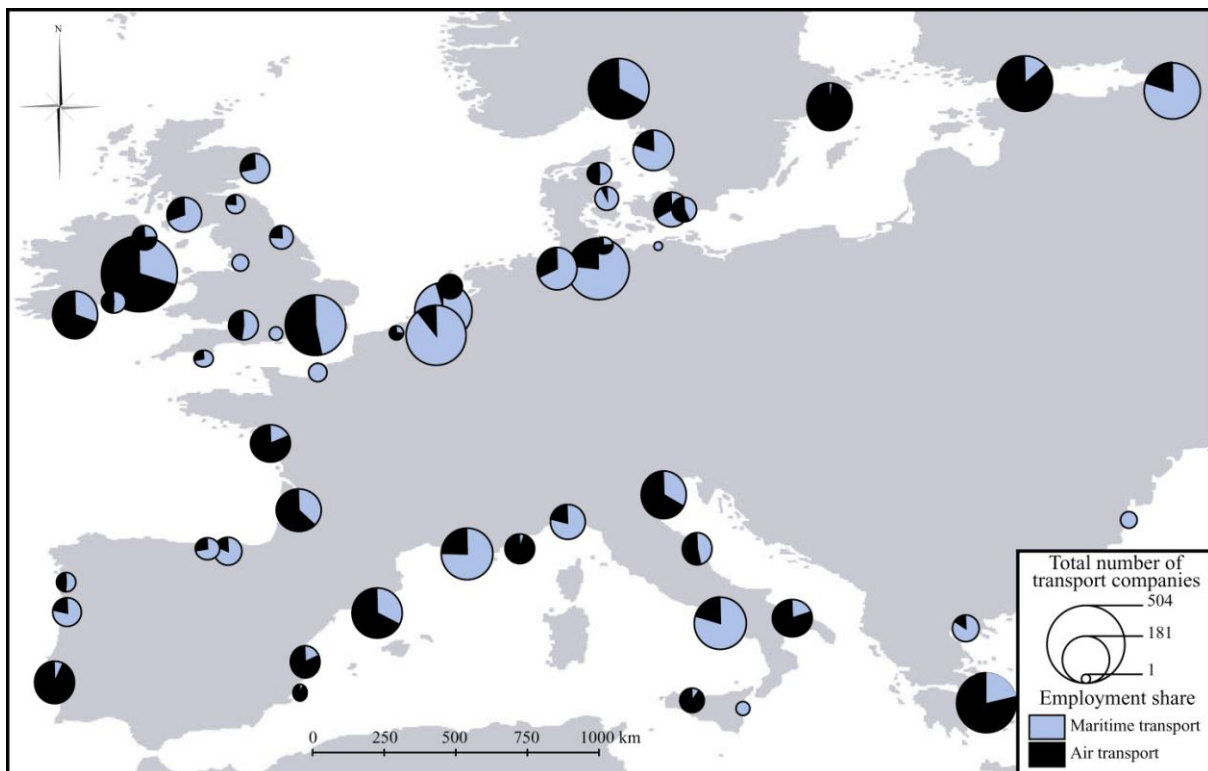 N
Total number of
transport companies
504
181
1
Employment share
Maritime transport
Air transport
0 250 500 750 1000 km